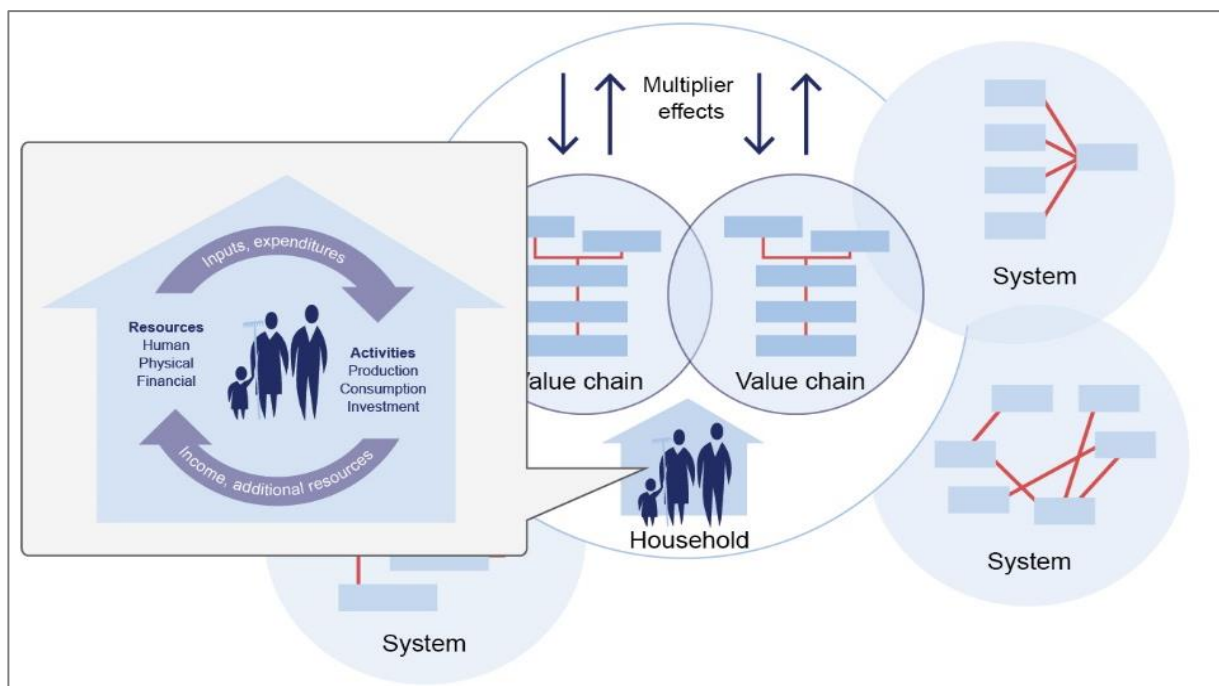 Multiplier
effects
System
Inputs, expenditures
Resources
Human
Physical
Financial
Activities
Production
Consumption
Investment
Income, additional resources
Value chain
Value chain
Household
System
System